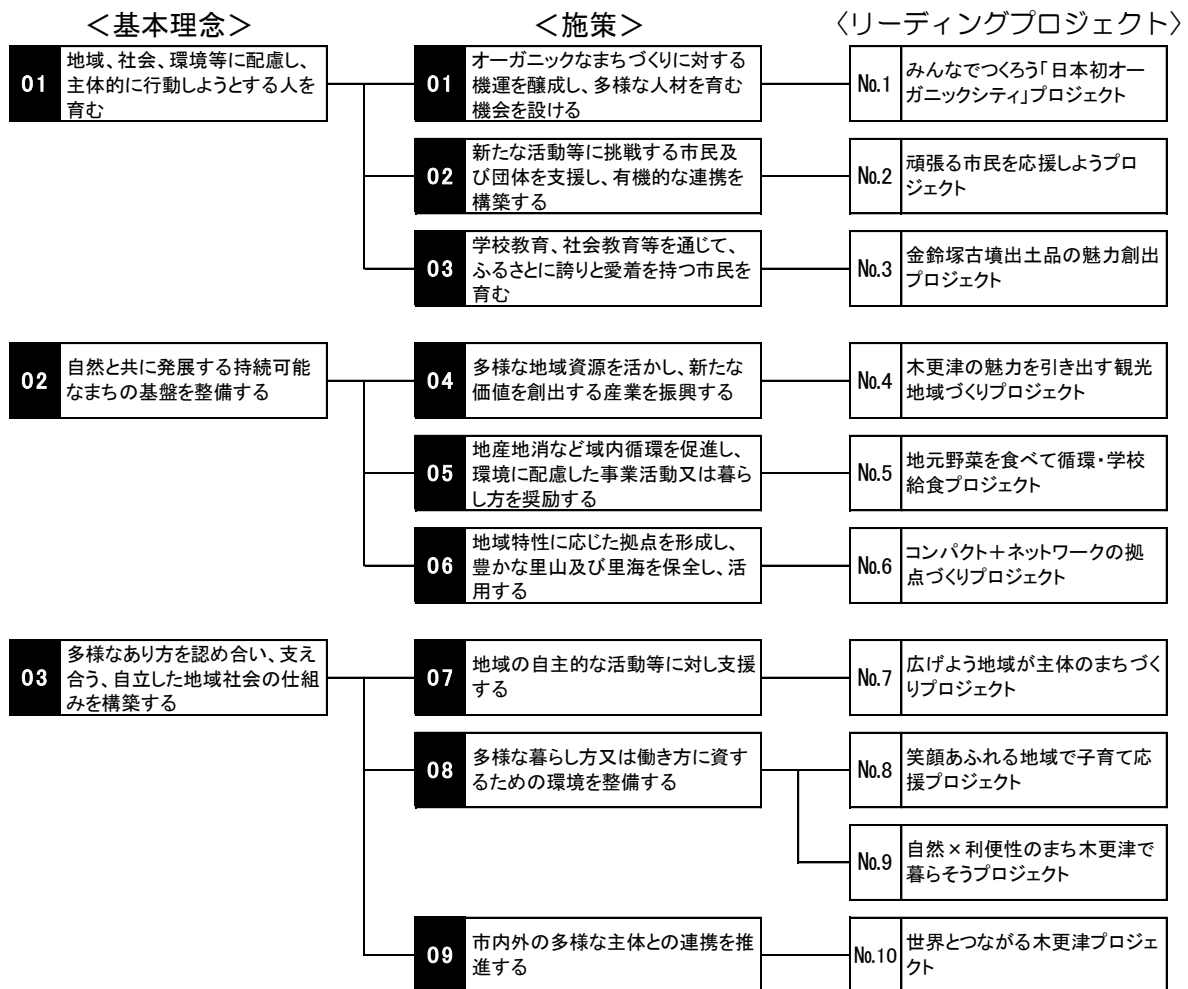 ＜基本理念＞
＜施策＞
〈リーディングプロジェクト〉
01
地域、社会、環境等に配慮し、
主体的に行動しようとする人を
育む
01
オーガニックなまちづくりに対する
機運を醸成し、多様な人材を育む
機会を設ける
No.1
みんなでつくろう「日本初オー
ガニックシティ」プロジェクト
02
新たな活動等に挑戦する市民及
び団体を支援し、有機的な連携を
構築する
No.2
頑張る市民を応援しようプロ
ジェクト
03
学校教育、社会教育等を通じて、
ふるさとに誇りと愛着を持つ市民を
育む
No.3
金鈴塚古墳出土品の魅力創出
プロジェクト
02
自然と共に発展する持続可能
なまちの基盤を整備する
04
多様な地域資源を活かし、新たな
価値を創出する産業を振興する
No.4
木更津の魅力を引き出す観光
地域づくりプロジェクト
05
地産地消など域内循環を促進し、
環境に配慮した事業活動又は暮ら
し方を奨励する
No.5
地元野菜を食べて循環・学校
給食プロジェクト
06
地域特性に応じた拠点を形成し、
豊かな里山及び里海を保全し、活
用する
No.6
コンパクト＋ネットワークの拠
点づくりプロジェクト
03
多様なあり方を認め合い、支え
合う、自立した地域社会の仕組
みを構築する
07
地域の自主的な活動等に対し支援
する
No.7
広げよう地域が主体のまちづく
りプロジェクト
08
多様な暮らし方又は働き方に資す
るための環境を整備する
No.8
笑顔あふれる地域で子育て応
援プロジェクト
No.9
自然×利便性のまち木更津で
暮らそうプロジェクト
09
市内外の多様な主体との連携を推
進する
No.10
世界とつながる木更津プロジェ
クト